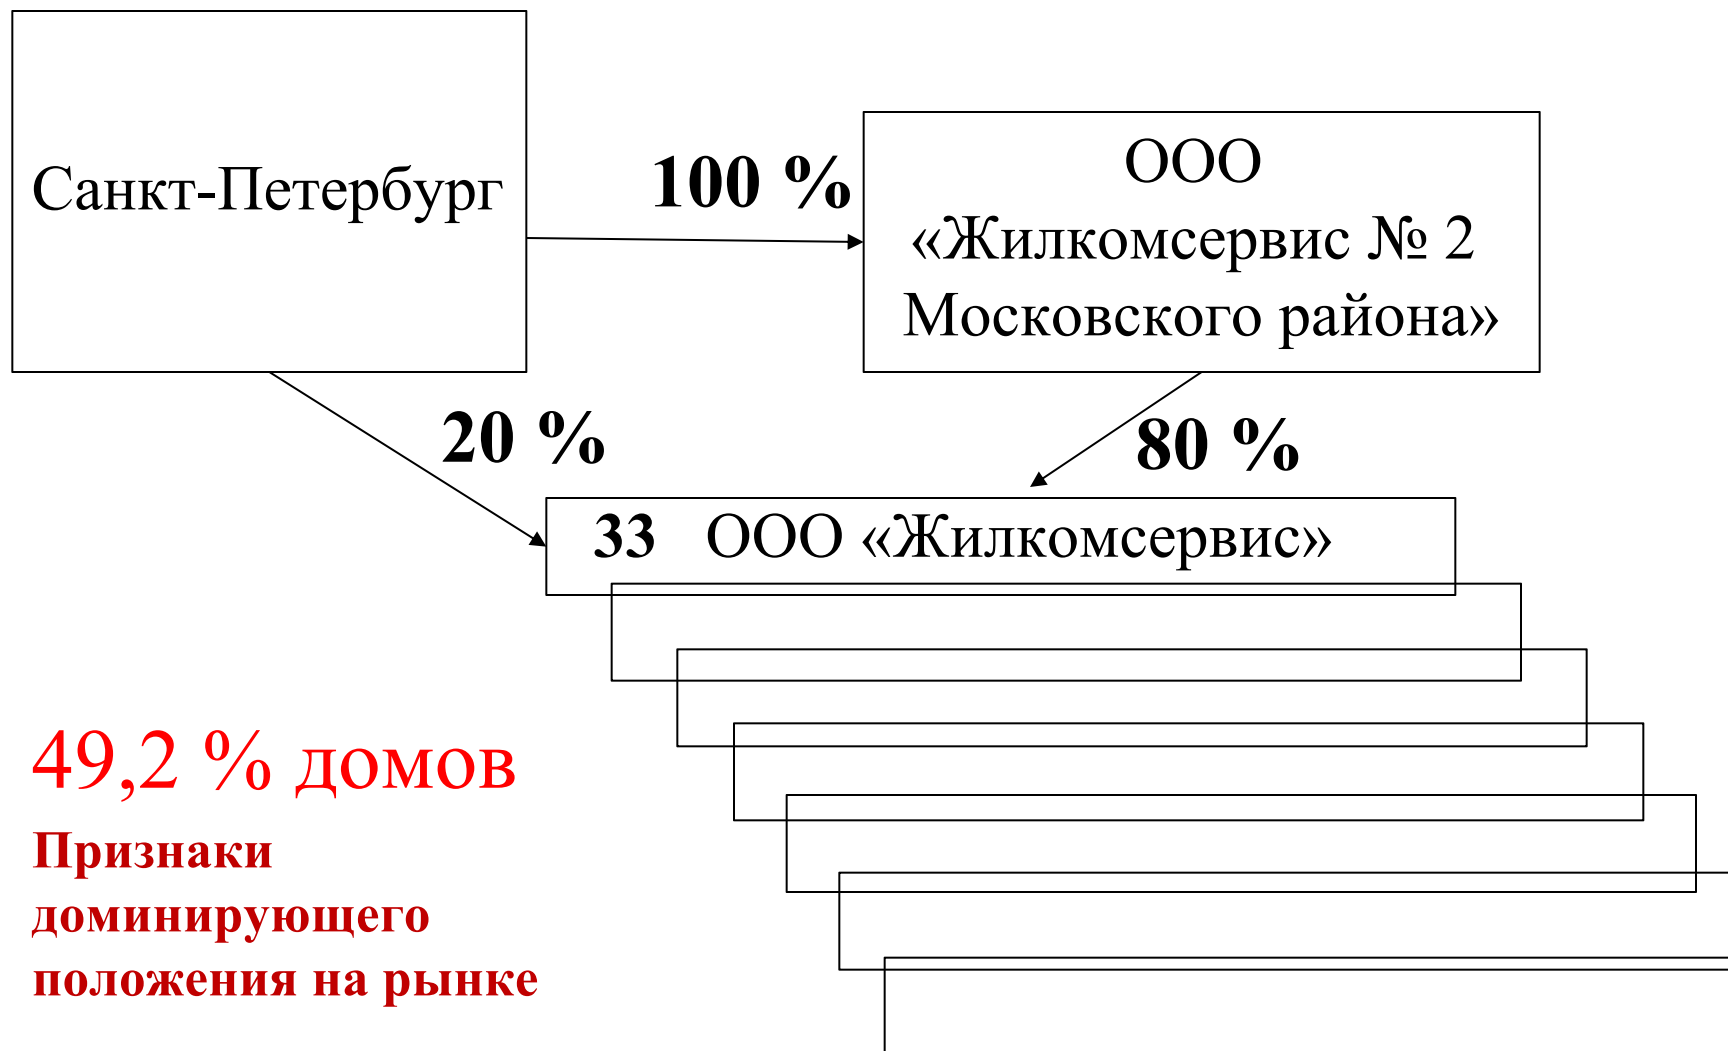 Санкт-Петербург
100 %
ООО
«Жилкомсервис № 2
Московского района»
20 %
80 %
33 ООО «Жилкомсервис»
49,2 % домов
Признаки
доминирующего
положения на рынке